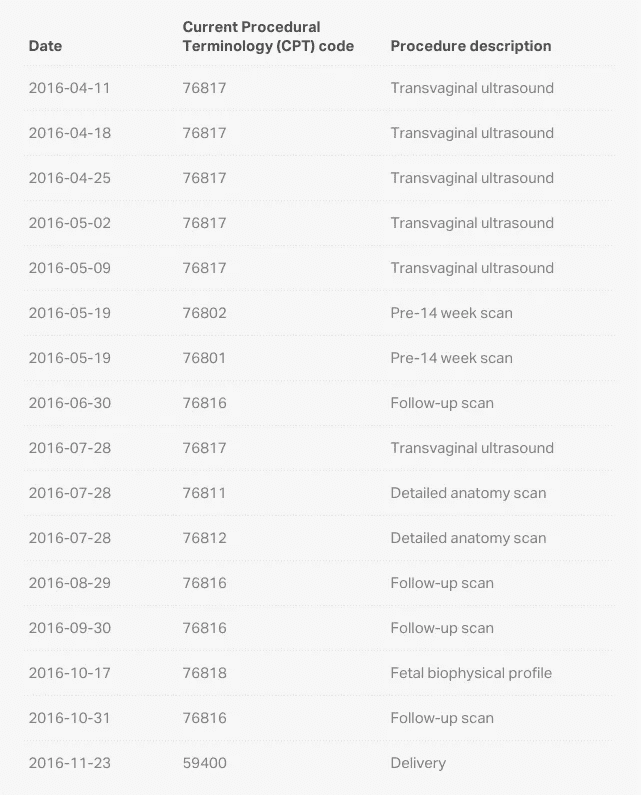 Date Current Procedural Terminology (CPT) code Procedure description
2016-04-11 76817 Transvaginal ultrasound
2016-04-18 76817 Transvaginal ultrasound
2016-04-25 76817 Transvaginal ultrasound
2016-05-02 76817 Transvaginal ultrasound
2016-05-09 76817 Transvaginal ultrasound
2016-05-19 76802 Pre-14 week scan
2016-05-19 76801 Pre-14 week scan
2016-06-30 76816 Follow-up scan
2016-07-28 76817 Transvaginal ultrasound
2016-07-28 76811 Detailed anatomy scan
2016-07-28 76812 Detailed anatomy scan
2016-08-29 76816 Follow-up scan
2016-09-30 76816 Follow-up scan
2016-10-17 76818 Fetal biophysical profile
2016-10-31 76816 Follow-up scan
2016-11-23 59400 Delivery